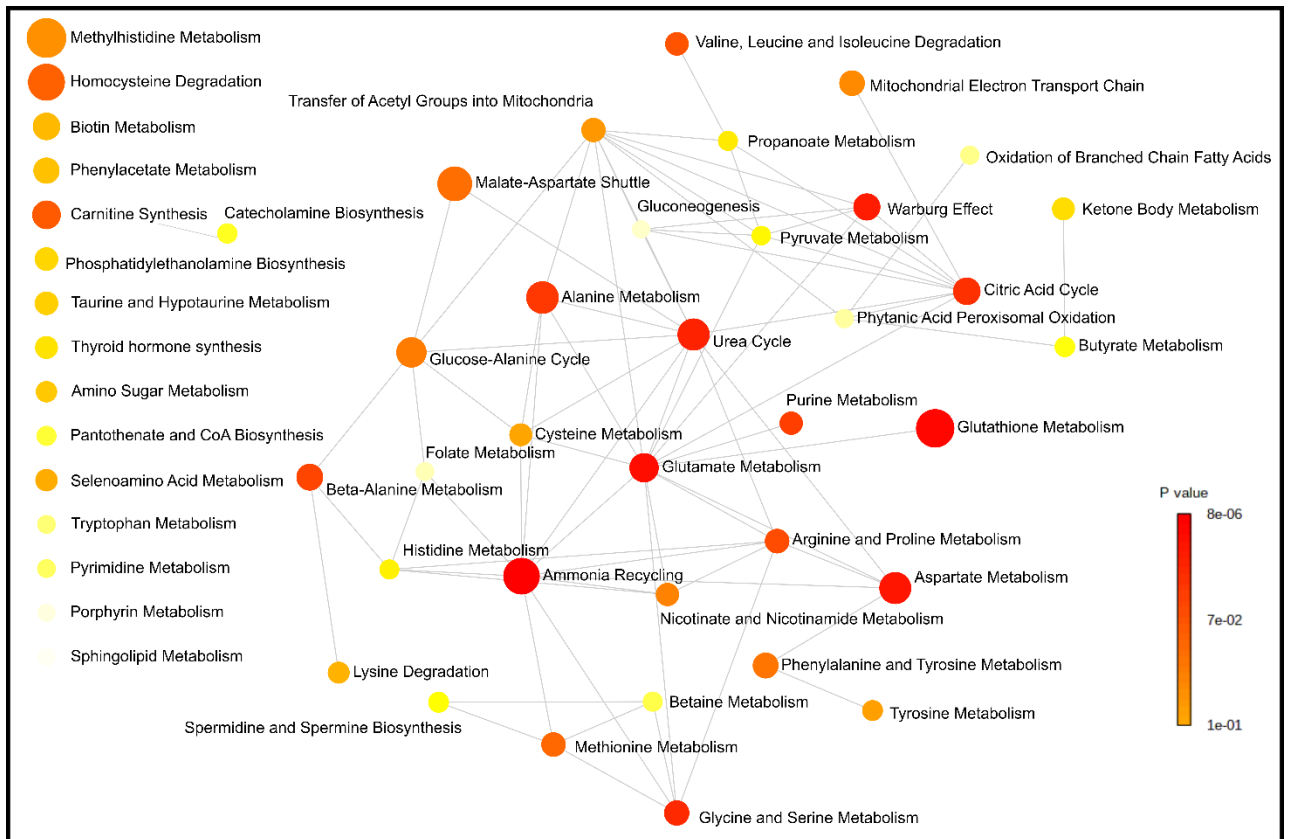 Methylhistidine Metabolism
Homocysteine Degradation
Biotin Metabolism
Phenylacetate Metabolism
Carnitine Synthesis
Catecholamine Biosynthesis
Phosphatidylethanolamine Biosynthesis
Taurine and Hypotaurine Metabolism
Thyroid hormone synthesis
Amino Sugar Metabolism
Pantothenate and CoA Biosynthesis
Selenoamino Acid Metabolism
Tryptophan Metabolism
Pyrimidine Metabolism
Porphyrin Metabolism
Sphingolipid Metabolism
Valine, Leucine and Isoleucine Degradation
Mitochondrial Electron Transport Chain
Transfer of Acetyl Groups into Mitochondria
Propanoate Metabolism
Oxidation of Branched Chain Fatty Acids
Malate-Aspartate Shuttle
Gluconeogenesis
Warburg Effect
Ketone Body Metabolism
Pyruvate Metabolism
Alanine Metabolism
Citric Acid Cycle
Phytanic Acid Peroxisomal Oxidation
Urea Cycle
Butyrate Metabolism
Glucose-Alanine Cycle
Purine Metabolism
Glutathione Metabolism
Cysteine Metabolism
Folate Metabolism
Glutamate Metabolism
Beta-Alanine Metabolism
Histidine Metabolism
Arginine and Proline Metabolism
Ammonia Recycling
Aspartate Metabolism
Nicotinate and Nicotinamide Metabolism
Lysine Degradation
Phenylalanine and Tyrosine Metabolism
Betaine Metabolism
Tyrosine Metabolism
Spermidine and Spermine Biosynthesis
Methionine Metabolism
Glycine and Serine Metabolism
P value
8e-06
7e-02
1e-01